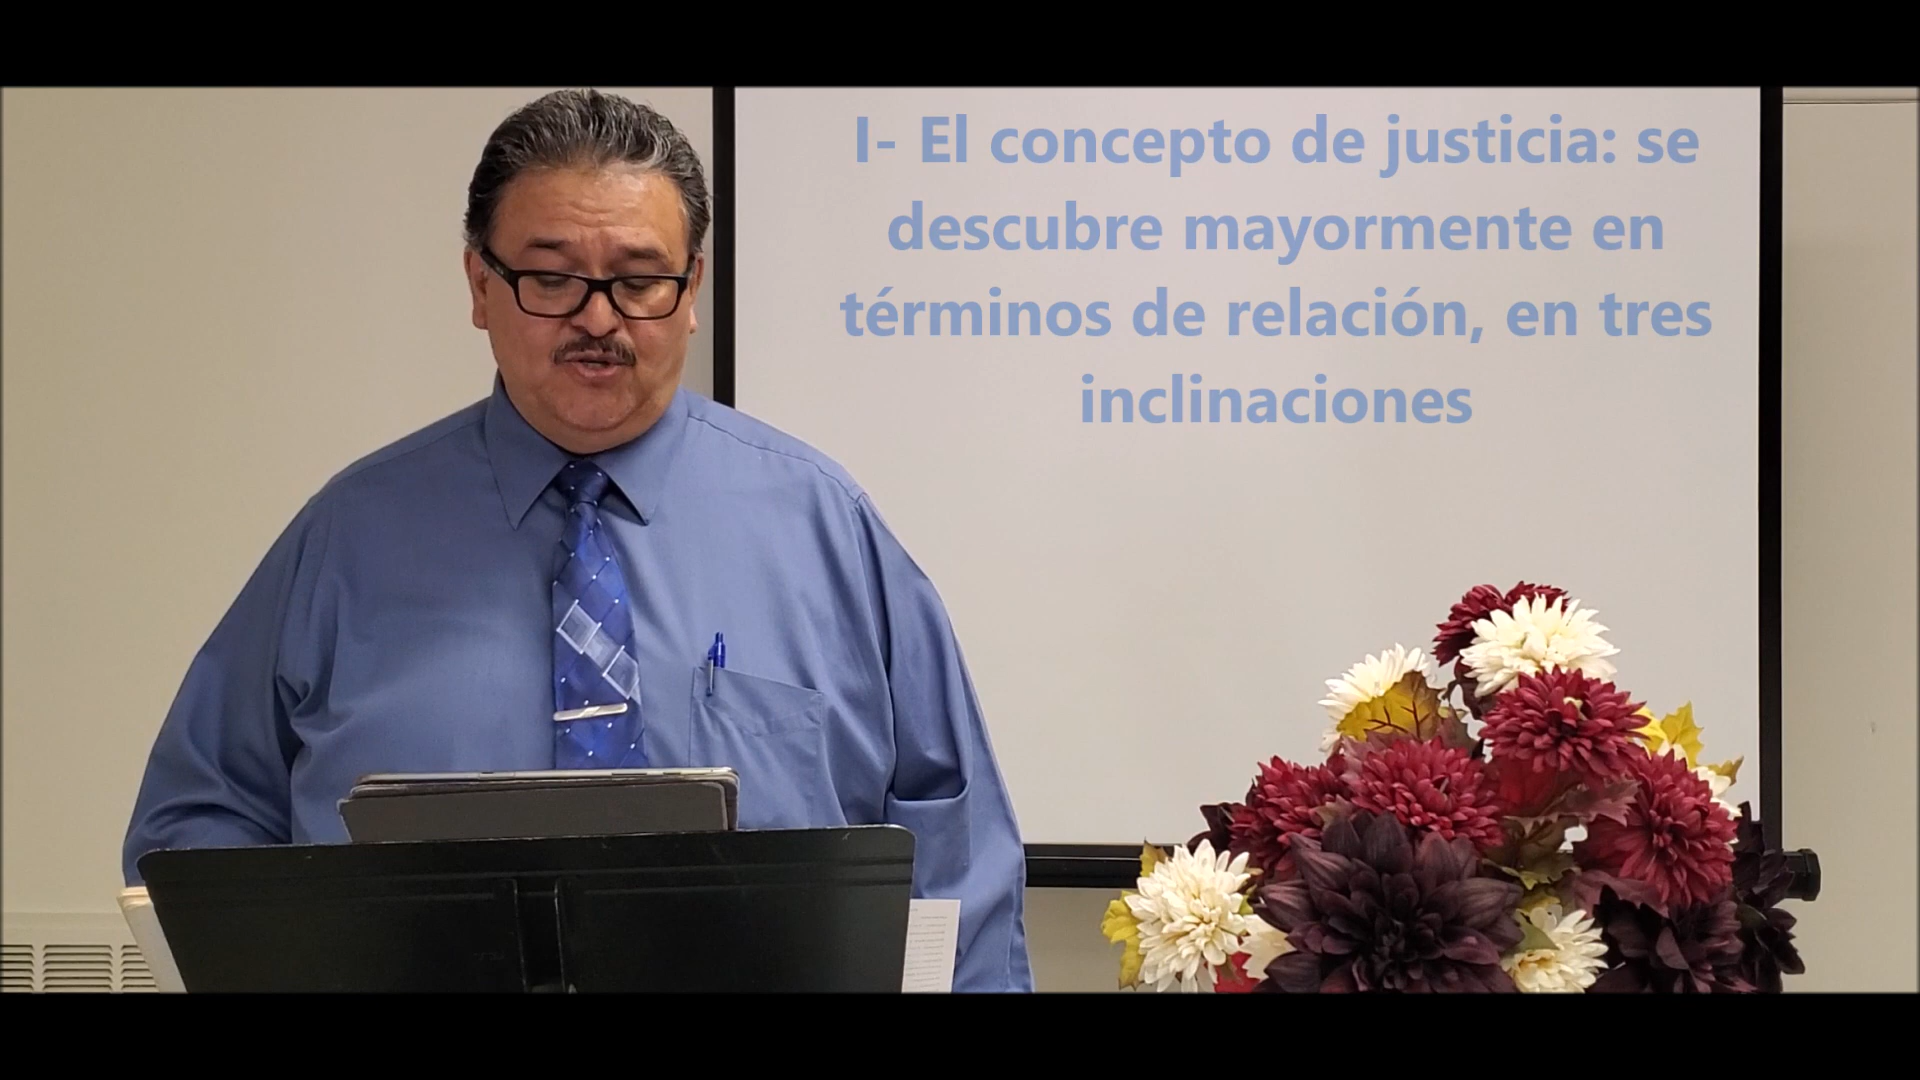 I- El concepto de justicia: se
descubre mayormente en
términos de relación, en tres
inclinaciones